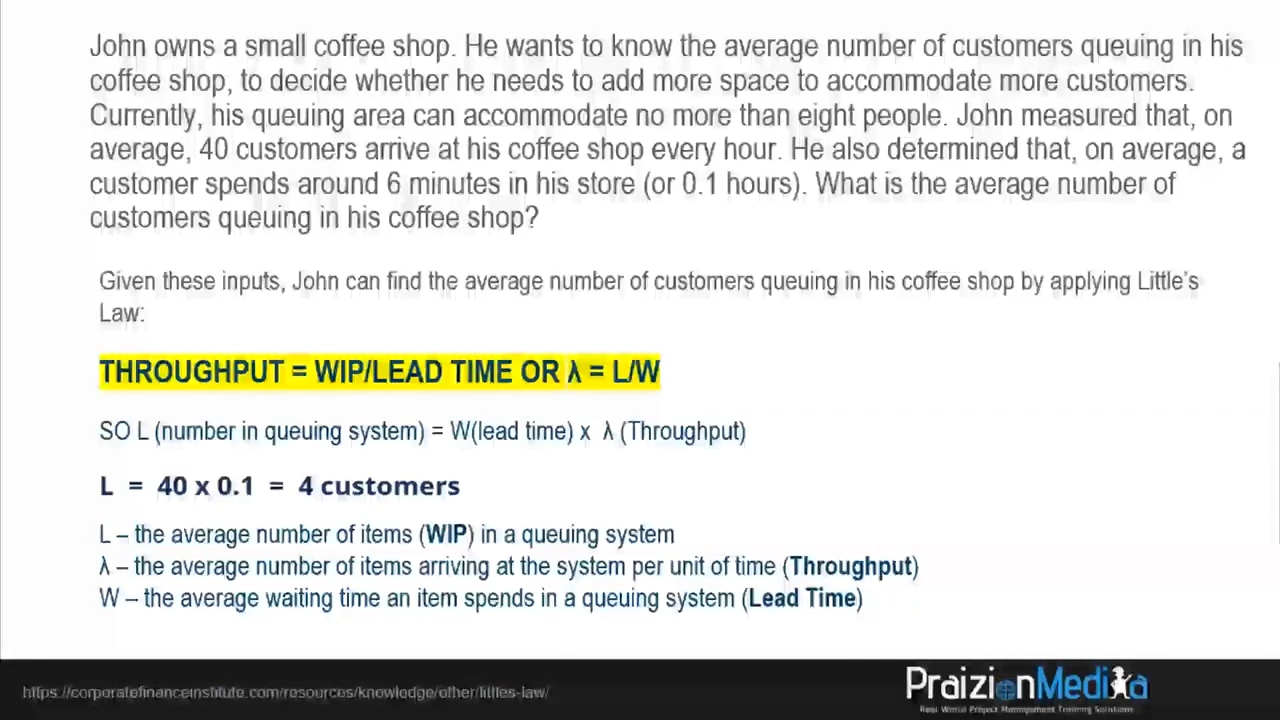 John owns a small coffee shop. He wants to know the average number of customers queuing in his
coffee shop, to decide whether he needs to add more space to accommodate more customers.
Currently, his queuing area can accommodate no more than eight people. John measured that, on
average, 40 customers arrive at his coffee shop every hour. He also determined that, on average, a
customer spends around 6 minutes in his store (or 0.1 hours). What is the average number of
customers queuing in his coffee shop?
Given these inputs, John can find the average number of customers queuing in his coffee shop by applying Little's
Law:
THROUGHPUT = WIP/LEAD TIME OR λ = L/W
SO L (number in queuing system) = W(lead time) x λ (Throughput)
L = 40 x 0.1 = 4 customers
L – the average number of items (WIP) in a queuing system
λ – the average number of items arriving at the system per unit of time (Throughput)
W – the average waiting time an item spends in a queuing system (Lead Time)
https://corporatefinanceinstitute.com/resources/knowledge/other/littles-law/
PraizionMedia
Real World Project Management Training Solutions